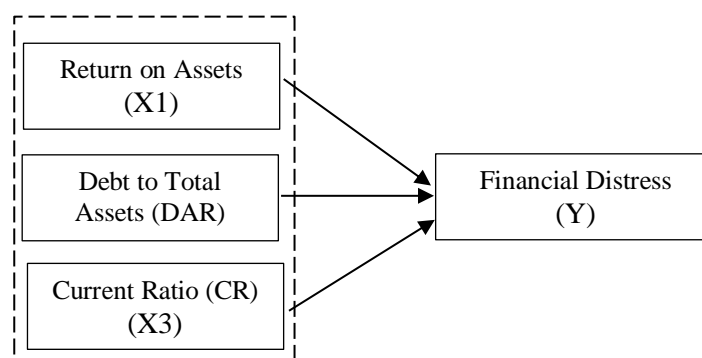 Return on Assets
(X1)
Debt to Total
Assets (DAR)
Financial Distress
(Y)
Current Ratio (CR)
(X3)